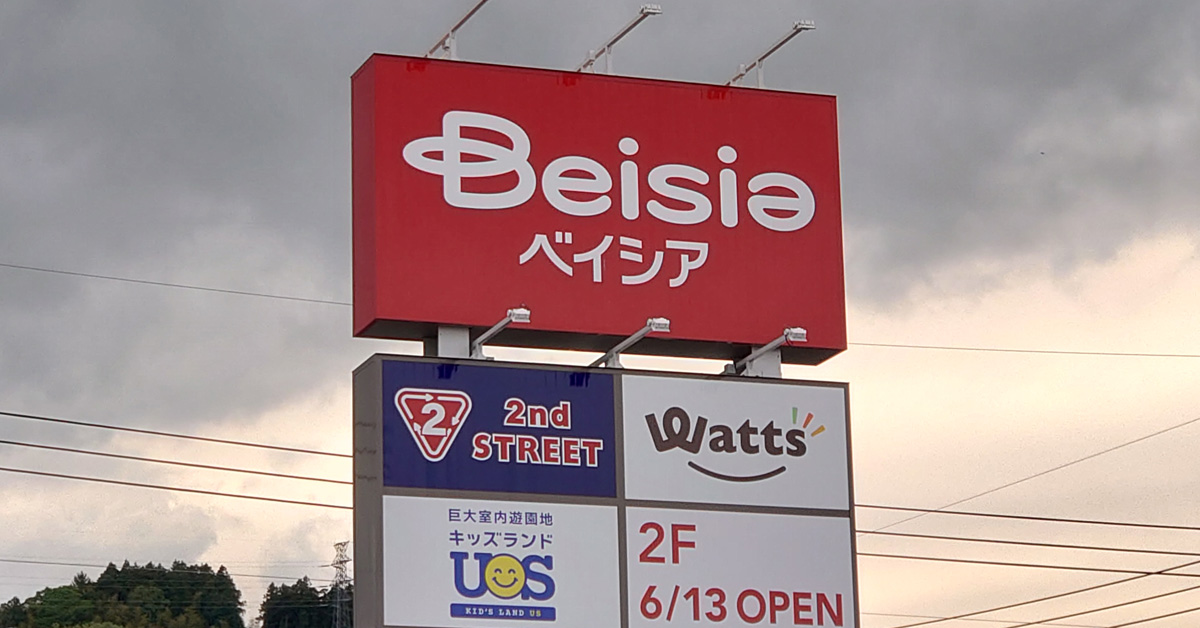 Beisia
ベイシア
2
2nd
STREET
Watts
巨大室内遊園地
キッズランド
US
KID'S LAND US
2F
6/13 OPEN